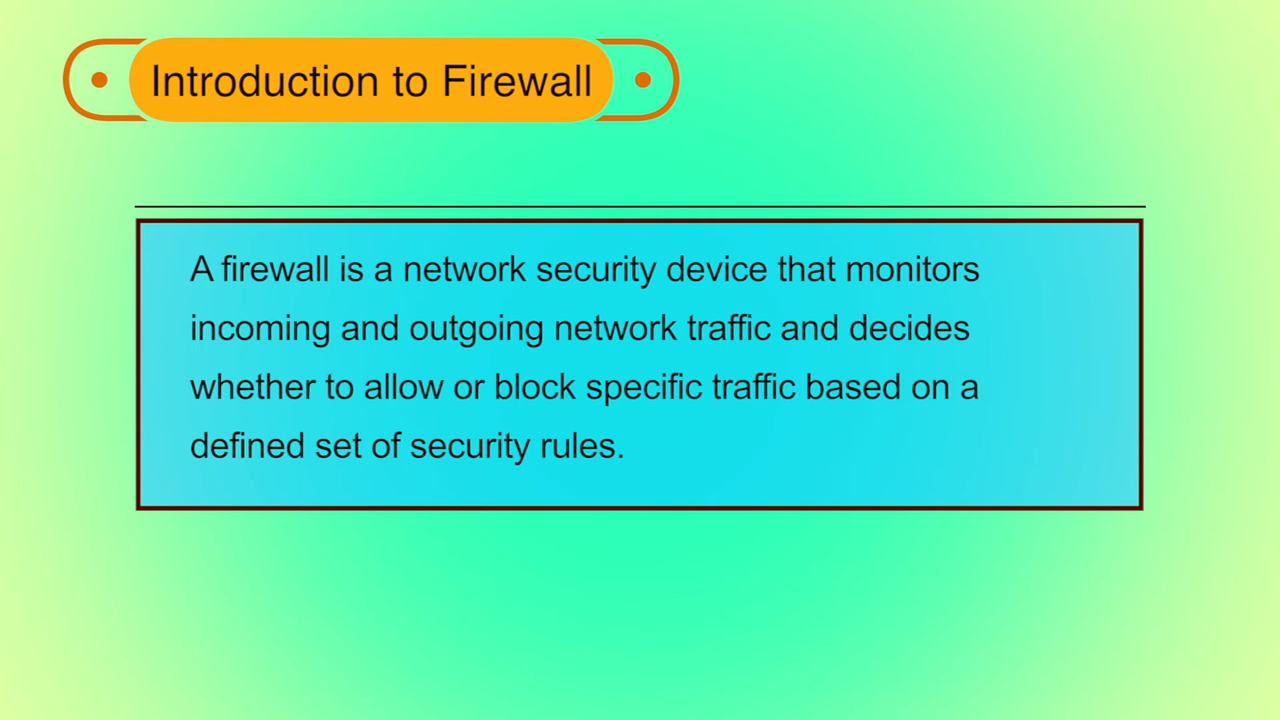 Introduction to Firewall
A firewall is a network security device that monitors
incoming and outgoing network traffic and decides
whether to allow or block specific traffic based on a
defined set of security rules.